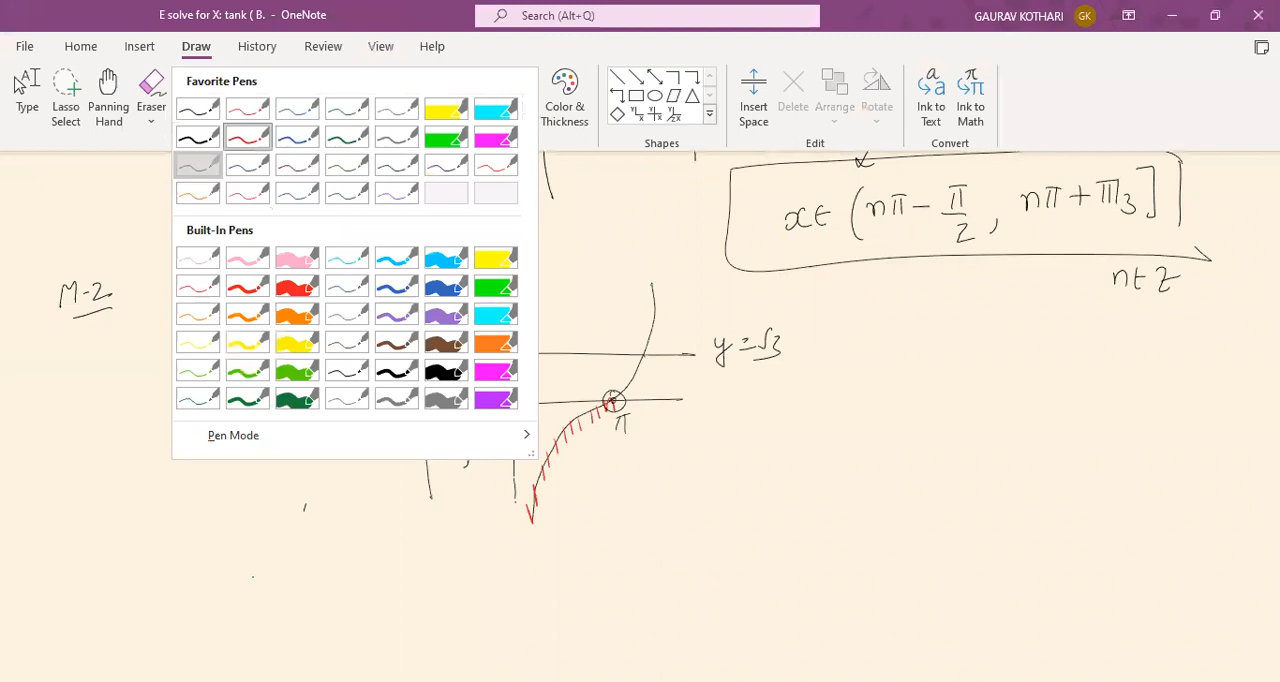 E solve for X: tank ( B. - OneNote
Search (Alt+Q)
GAURAV KOTHARI GK
File Home Insert Draw History Review View Help
Type
Lasso Select
Panning Hand
Eraser
Favorite Pens
Built-In Pens
Pen Mode
Color & Thickness
Shapes
Insert Space
Delete
Arrange
Rotate
Edit
Ink to Text
Ink to Math
Convert
x ∈ (nπ - π/2, nπ + π/3]
n ∈ Z
M-2
y = √3
π